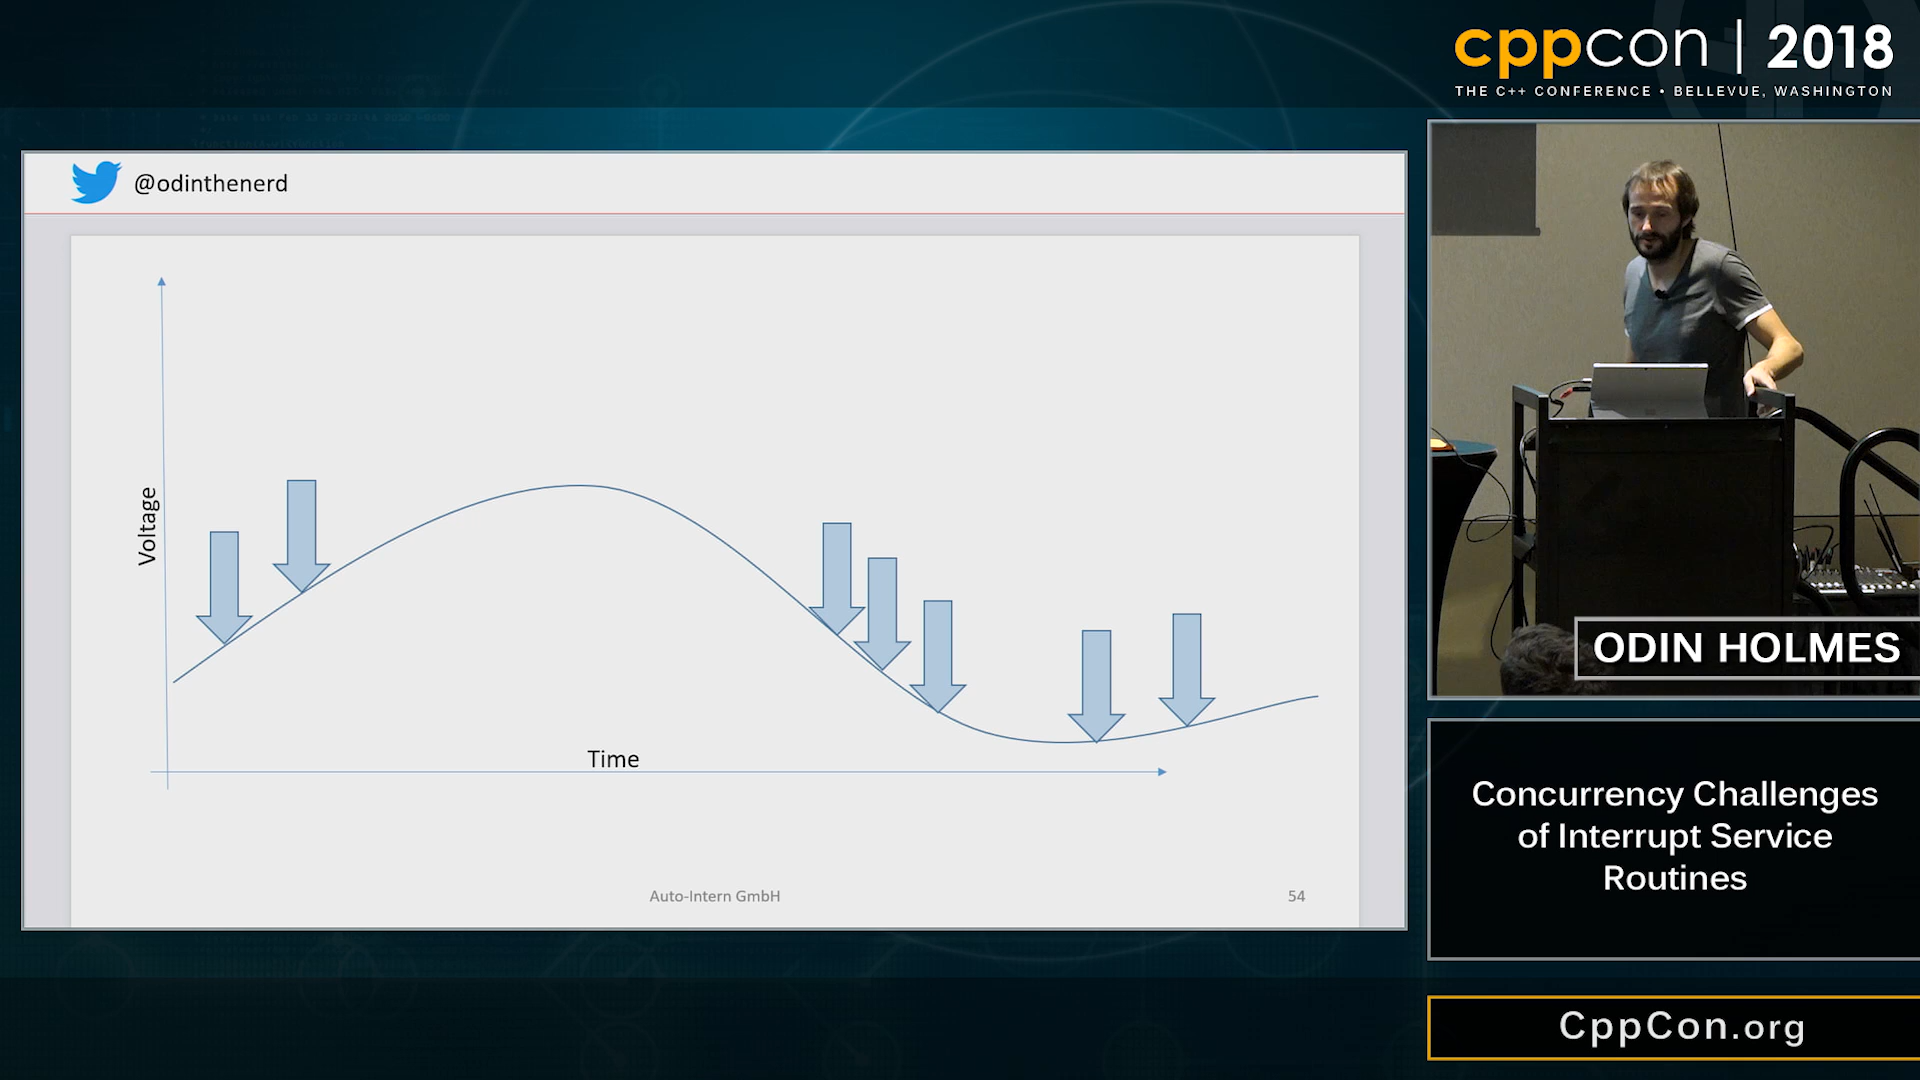 cppcon | 2018
THE C++ CONFERENCE • BELLEVUE, WASHINGTON
@odinthenerd
Voltage
Time
Auto-Intern GmbH
54
ODIN HOLMES
Concurrency Challenges
of Interrupt Service
Routines
CppCon.org